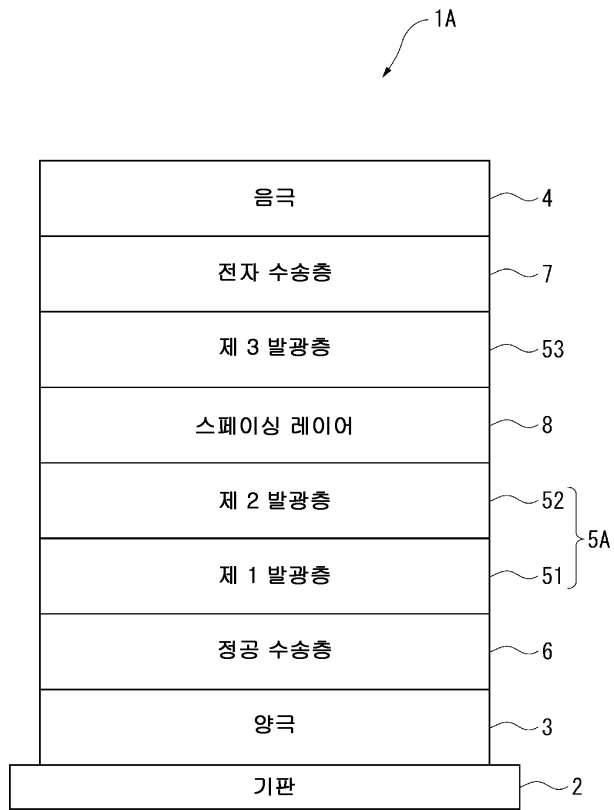 1A
음극 4
전자 수송층 7
제 3 발광층 53
스페이싱 레이어 8
제 2 발광층 52
5A
제 1 발광층 51
정공 수송층 6
양극 3
기판 2